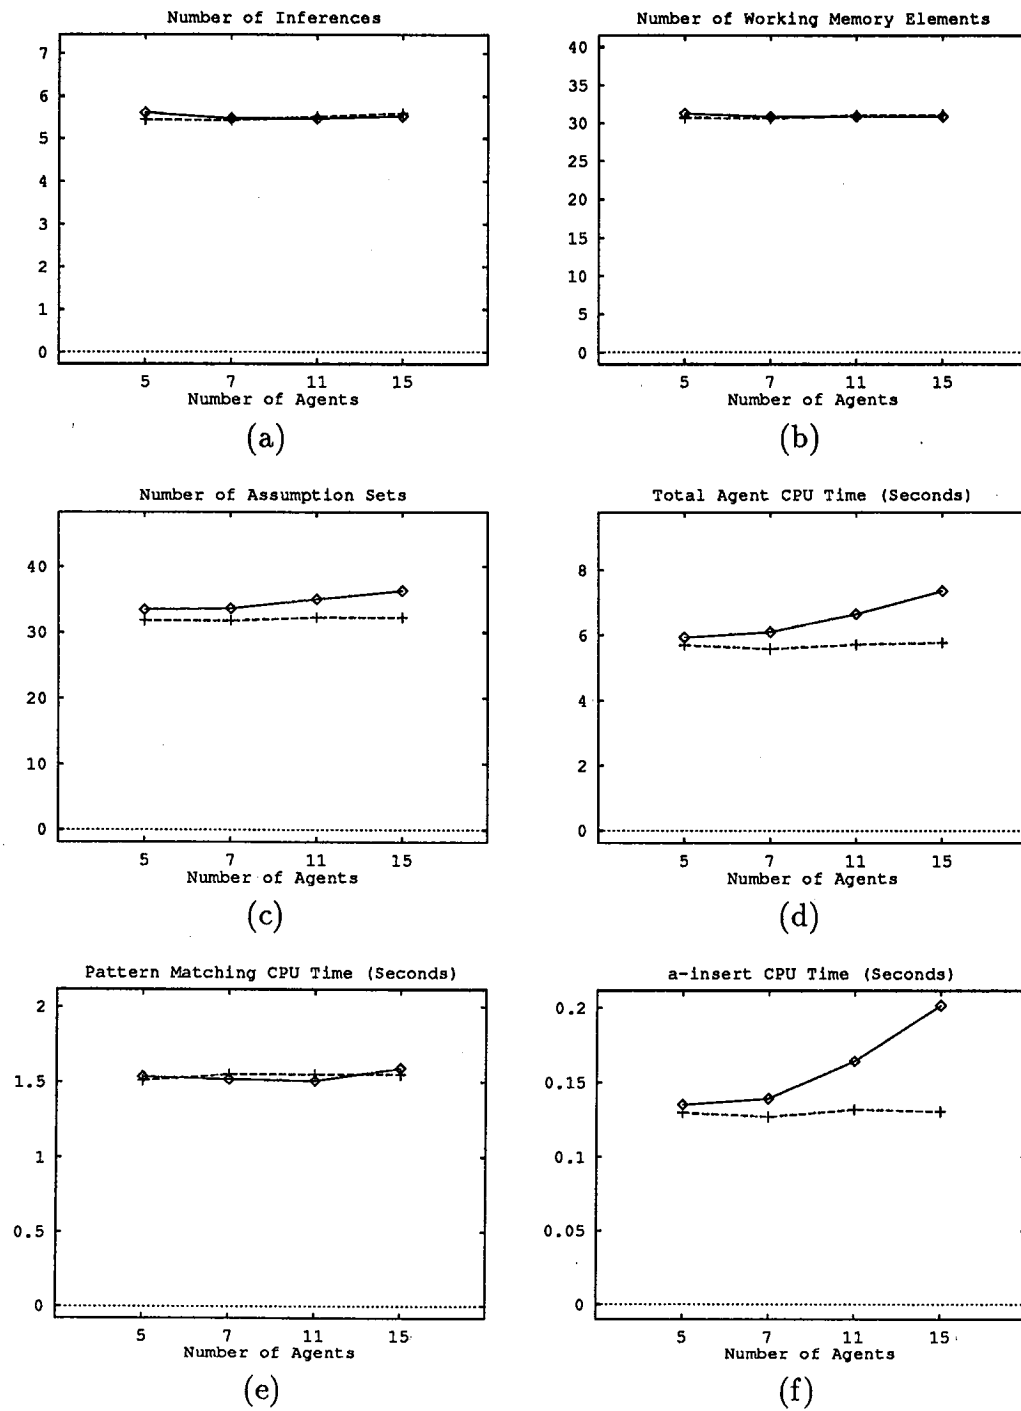 Number of Inferences
7
6
5
4
3
2
1
0
5 7 11 15
Number of Agents
(a)
Number of Working Memory Elements
40
35
30
25
20
15
10
5
0
5 7 11 15
Number of Agents
(b)
Number of Assumption Sets
40
30
20
10
0
5 7 11 15
Number of Agents
(c)
Total Agent CPU Time (Seconds)
8
6
4
2
0
5 7 11 15
Number of Agents
(d)
Pattern Matching CPU Time (Seconds)
2
1.5
1
0.5
0
5 7 11 15
Number of Agents
(e)
a-insert CPU Time (Seconds)
0.2
0.15
0.1
0.05
0
5 7 11 15
Number of Agents
(f)